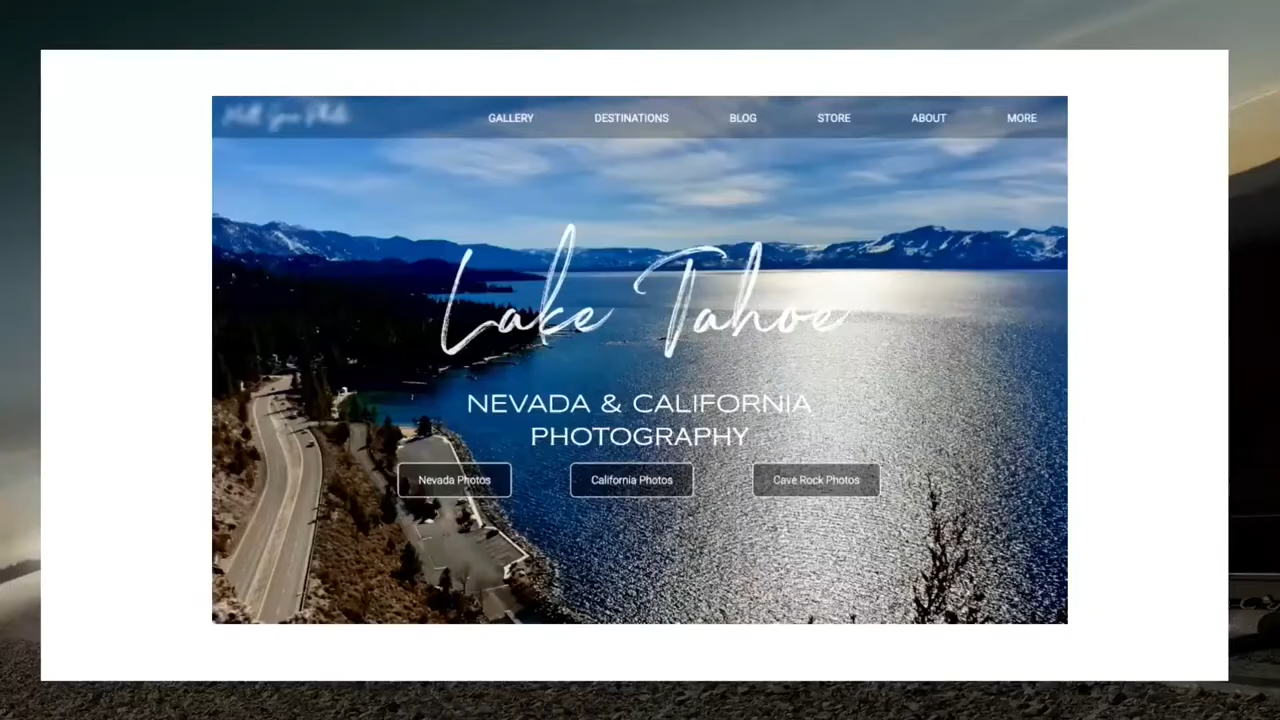 GALLERY DESTINATIONS BLOG STORE ABOUT MORE
Lake Tahoe
NEVADA & CALIFORNIA
PHOTOGRAPHY
Nevada Photos California Photos Cave Rock Photos